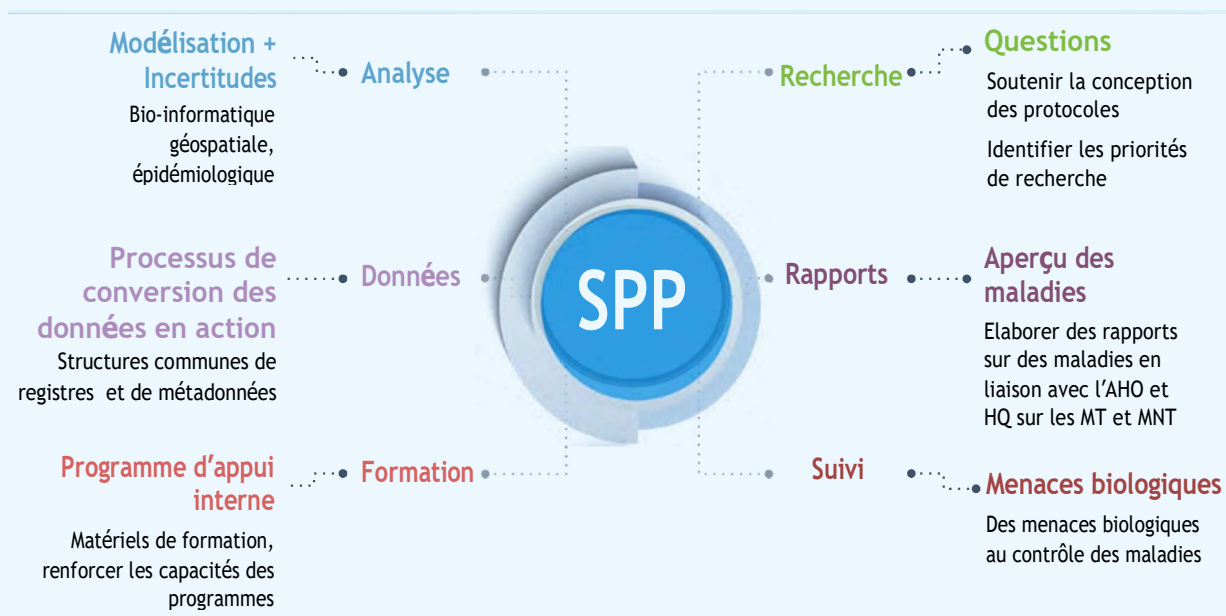 Modélisation +
Incertitudes
Analyse
Bio-informatique
géospatiale,
épidémiologique
Processus de
conversion des
données en action
Données
Structures communes de
registres et de métadonnées
Programme d'appui
interne
Formation
Matériels de formation,
renforcer les capacités des
programmes
SPP
Recherche
Questions
Soutenir la conception
des protocoles
Identifier les priorités
de recherche
Rapports
Aperçu des
maladies
Elaborer des rapports
sur des maladies en
liaison avec l'AHO et
HQ sur les MT et MNT
Suivi
Menaces biologiques
Des menaces biologiques
au contrôle des maladies